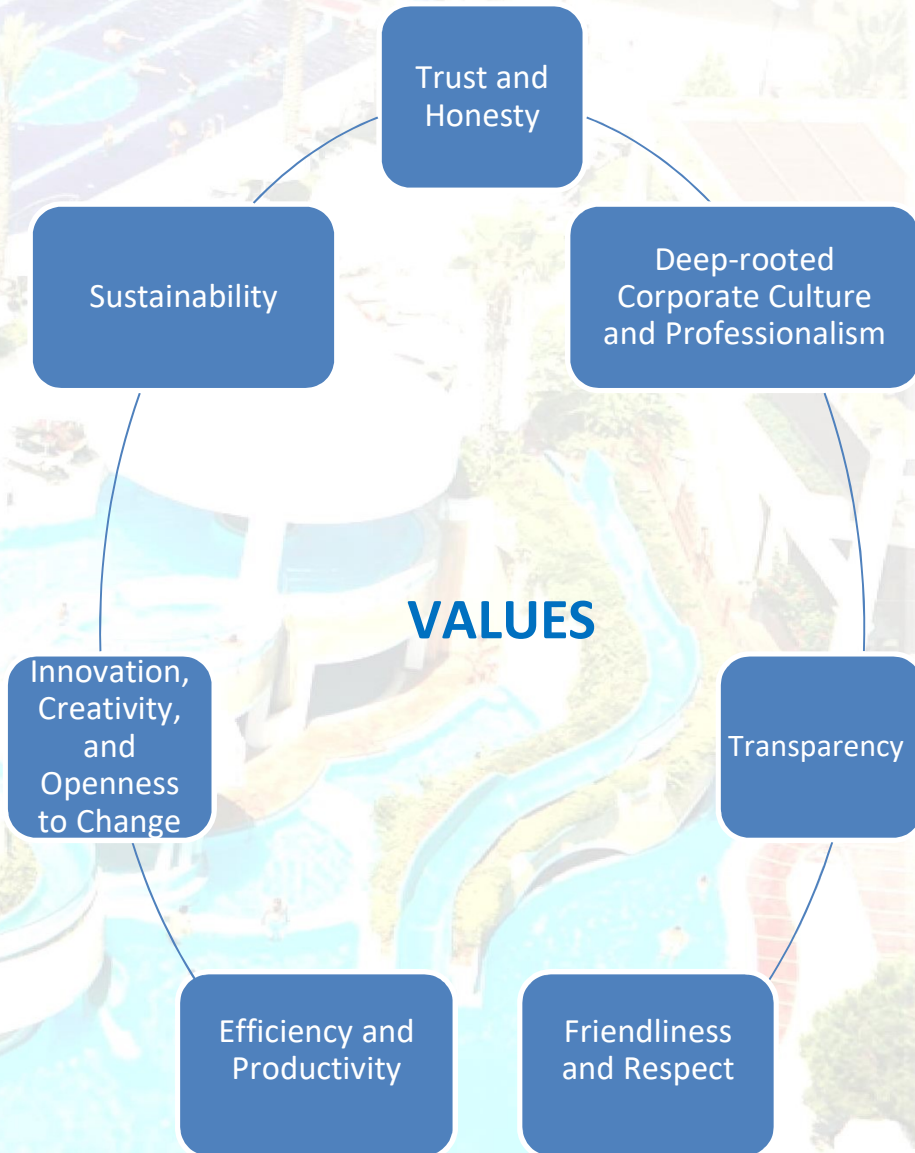 Trust and
Honesty
Deep-rooted
Corporate Culture
and Professionalism
Sustainability
VALUES
Transparency
Innovation,
Creativity,
and
Openness
to Change
Friendliness
and Respect
Efficiency and
Productivity